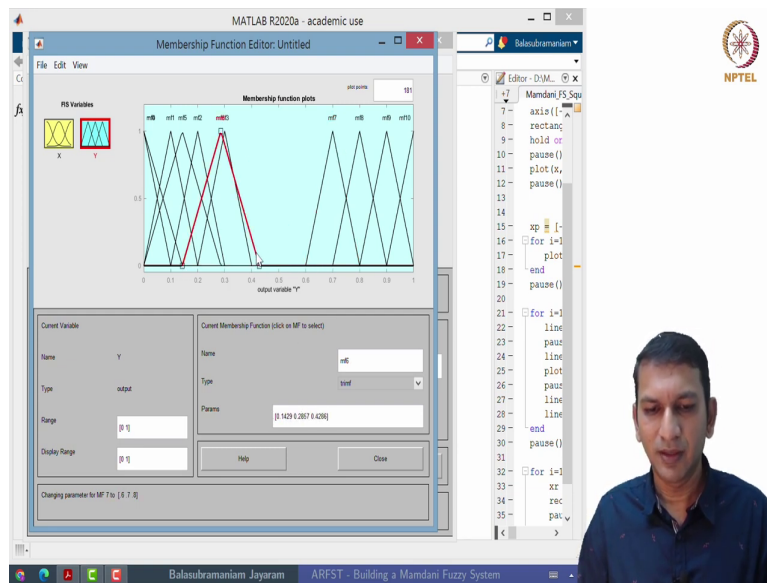 MATLAB R2020a - academic use
Membership Function Editor: Untitled
Balasubramaniam
NPTEL
File Edit View
FIS Variables
X
Y
plot points
181
Membership function plots
mf1 mf5 mf2 mf7 mf8 mf9 mf10
1
0.5
0
0 0.1 0.2 0.3 0.4 0.5 0.6 0.7 0.8 0.9 1
output variable "Y"
Current Variable
Name Y
Type output
Range [0 1]
Display Range [0 1]
Current Membership Function (click on MF to select)
Name mf6
Type trimf
Params [0.1429 0.2857 0.4286]
Help Close
Changing parameter for MF 7 to [.6 .7 .8]
Editor - D:\M...
+7 Mamdani_FS_Squ
7 - axis([-
8 - rectang
9 - hold on
10 - pause()
11 - plot(x,
12 - pause()
13
14
15 - xp = [-
16 - for i=1
17 - plot
18 - end
19 - pause()
20
21 - for i=1
22 - line
23 - paus
24 - line
25 - plot
26 - paus
27 - line
28 - line
29 - end
30 - pause()
31
32 - for i=1
33 - xr
34 - rec
35 - pau
Balasubramaniam Jayaram ARFST - Building a Mamdani Fuzzy System